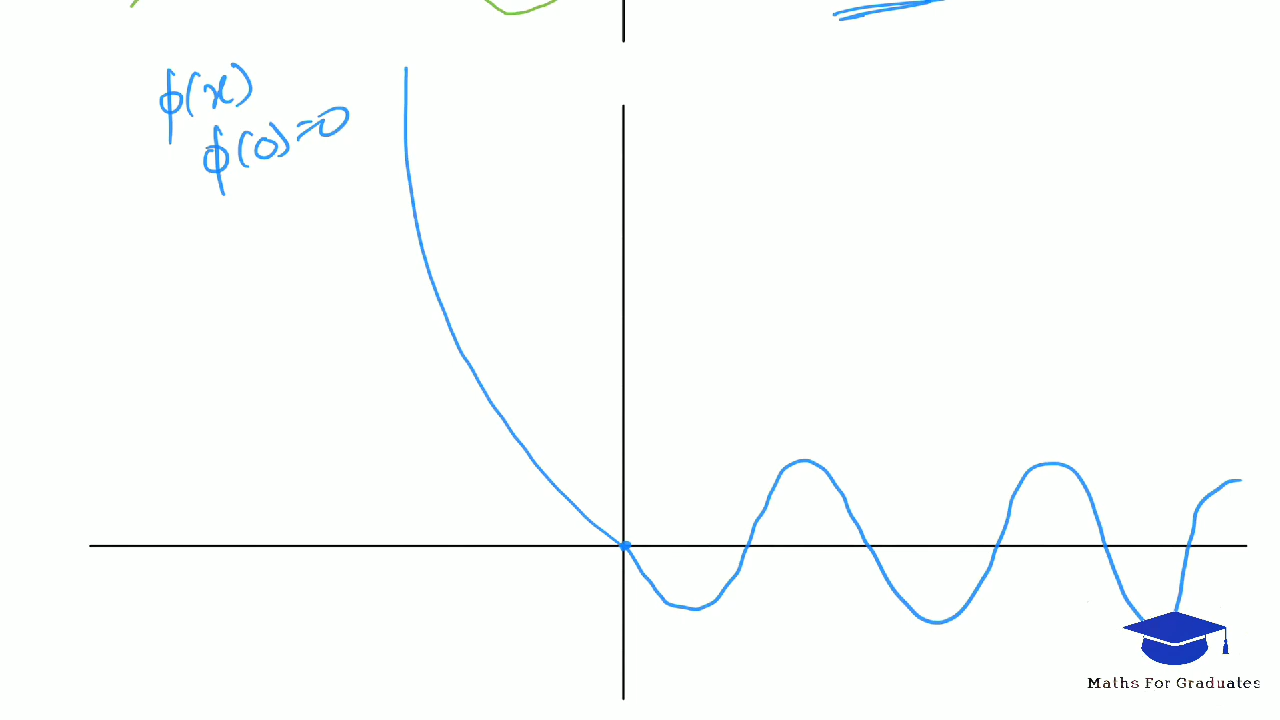 ϕ(x)
ϕ(0)=0
Maths For Graduates